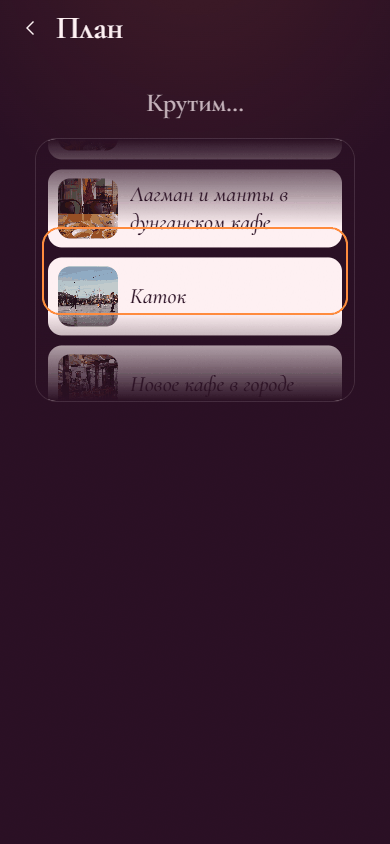 План
Крутим...
Лагман и манты в
дунганском кафе
Каток
Новое кафе в городе